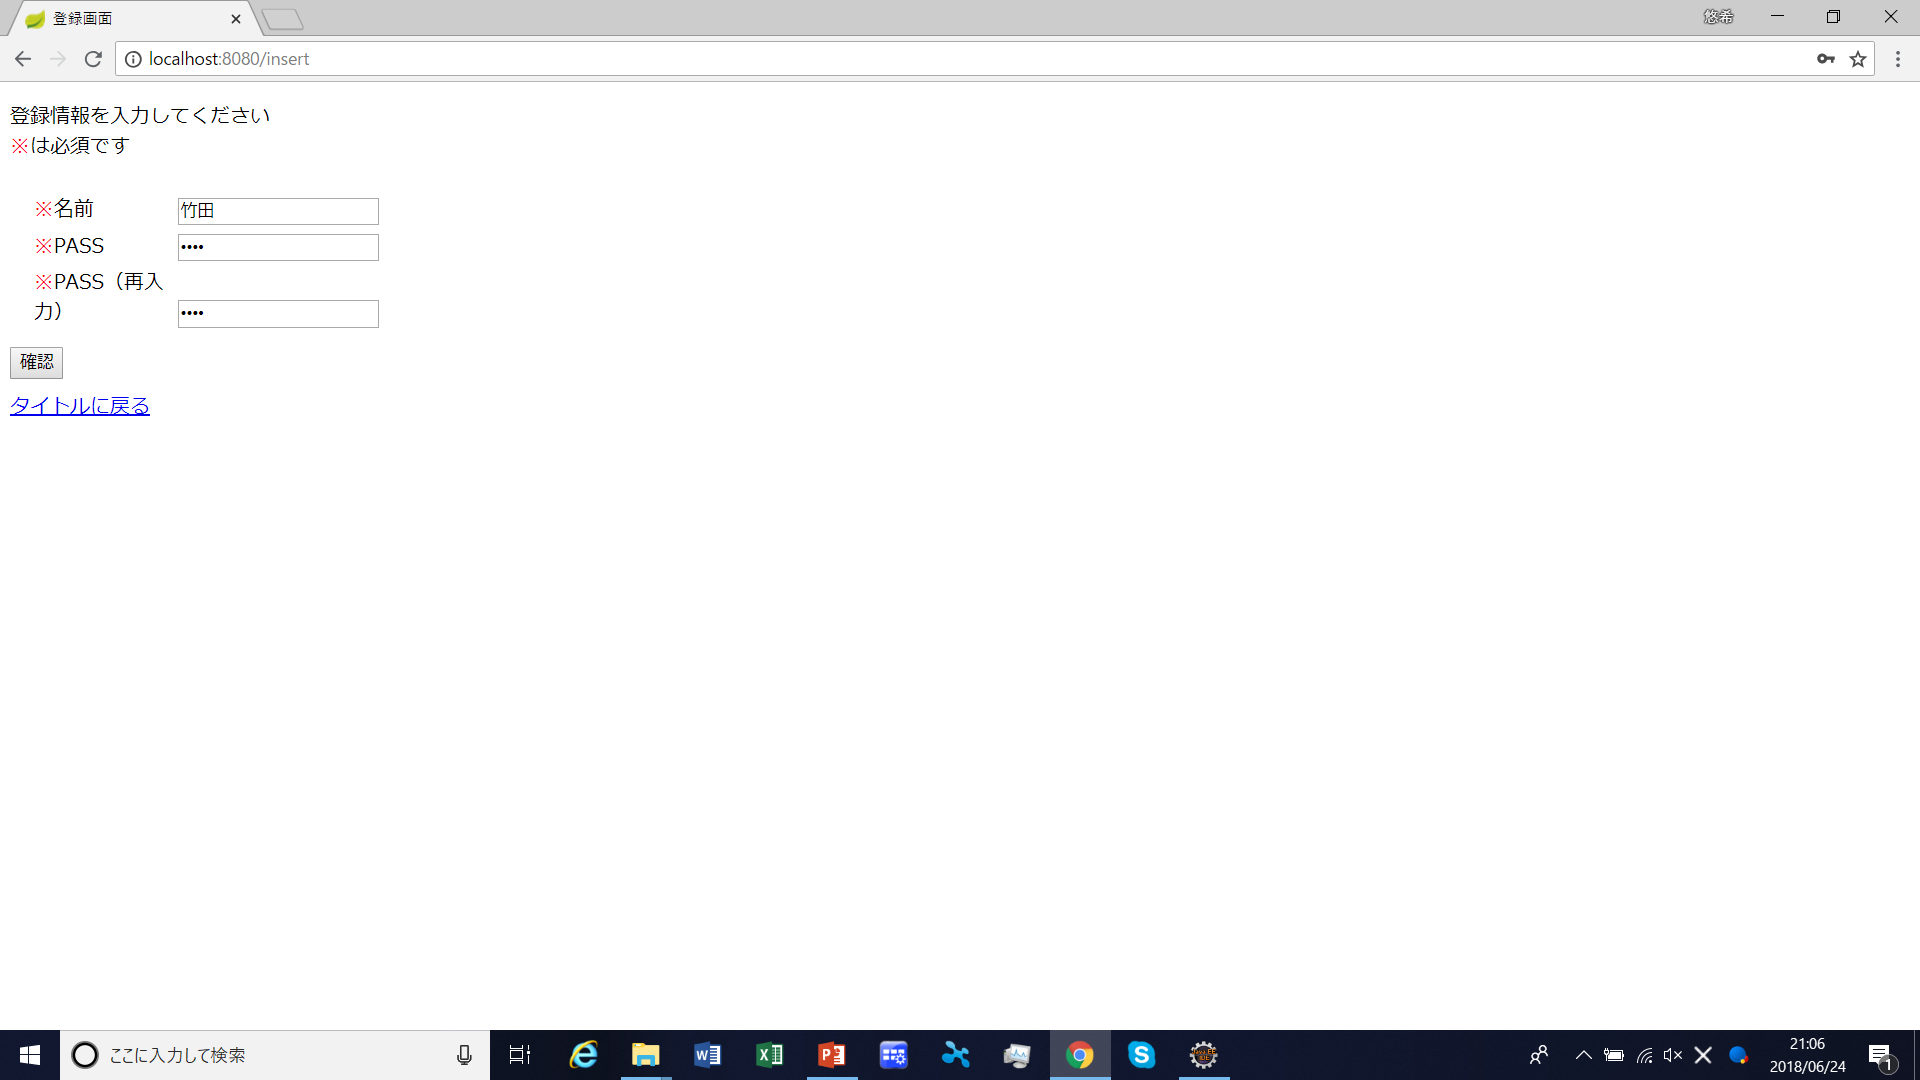 登録画面
悠希
localhost:8080/insert
登録情報を入力してください
※は必須です
※名前 竹田
※PASS ••••
※PASS（再入
力） ••••
確認
タイトルに戻る
ここに入力して検索
21:06
2018/06/24
1